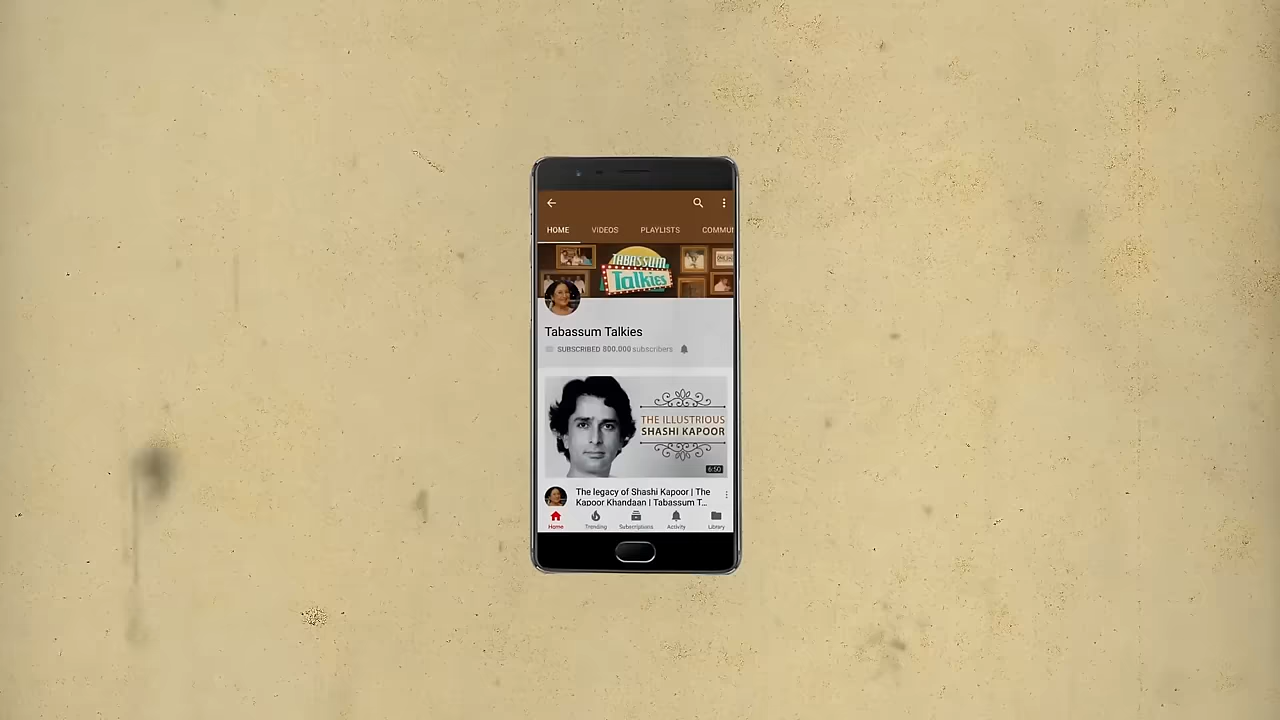 HOME VIDEOS PLAYLISTS COMMU
TABASSUM
Talkies
Tabassum Talkies
SUBSCRIBED 800.000 subscribers
THE ILLUSTRIOUS
SHASHI KAPOOR
6:50
The legacy of Shashi Kapoor | The
Kapoor Khandaan | Tabassum T...
Home Trending Subscriptions Activity Library